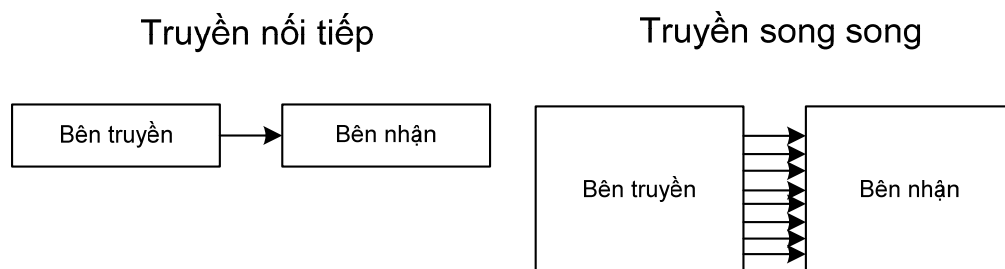 Truyền nối tiếp
Bên truyền
Bên nhận
Truyền song song
Bên truyền
Bên nhận